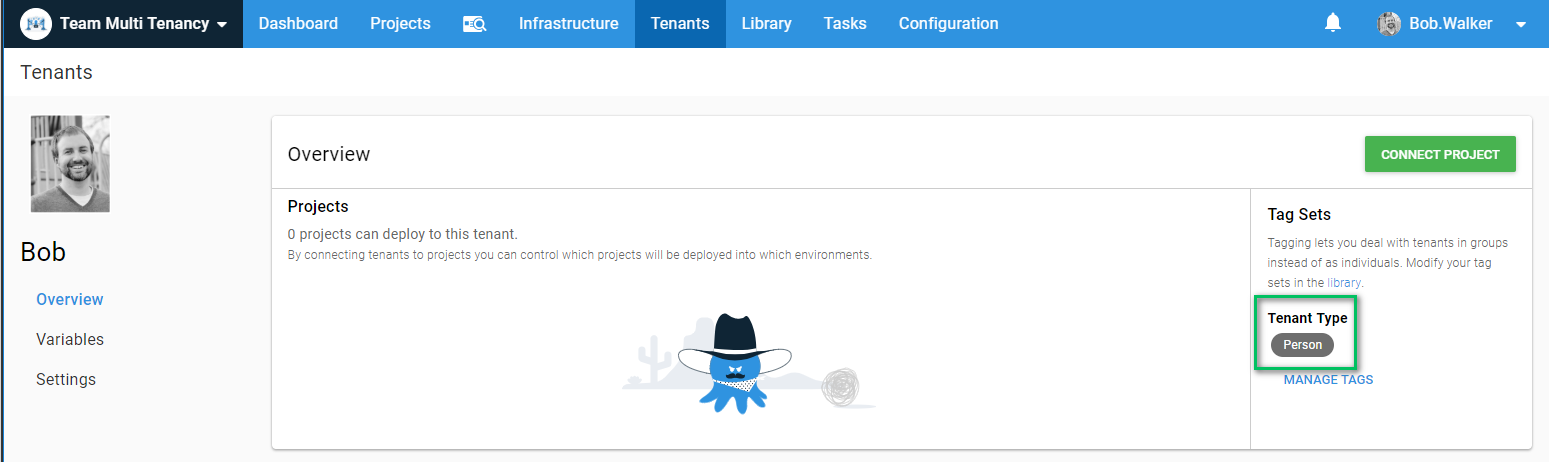 Team Multi Tenancy
Dashboard
Projects
Infrastructure
Tenants
Library
Tasks
Configuration
Bob.Walker
Tenants
Bob
Overview
Variables
Settings
Overview
CONNECT PROJECT
Projects
0 projects can deploy to this tenant.
By connecting tenants to projects you can control which projects will be deployed into which environments.
Tag Sets
Tagging lets you deal with tenants in groups
instead of as individuals. Modify your tag
sets in the library.
Tenant Type
Person
MANAGE TAGS